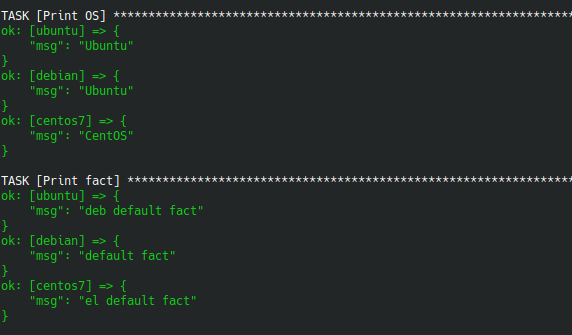 TASK [Print OS] *****************************************************************
ok: [ubuntu] => {
    "msg": "Ubuntu"
}
ok: [debian] => {
    "msg": "Ubuntu"
}
ok: [centos7] => {
    "msg": "CentOS"
}
TASK [Print fact] ***************************************************************
ok: [ubuntu] => {
    "msg": "deb default fact"
}
ok: [debian] => {
    "msg": "default fact"
}
ok: [centos7] => {
    "msg": "el default fact"
}